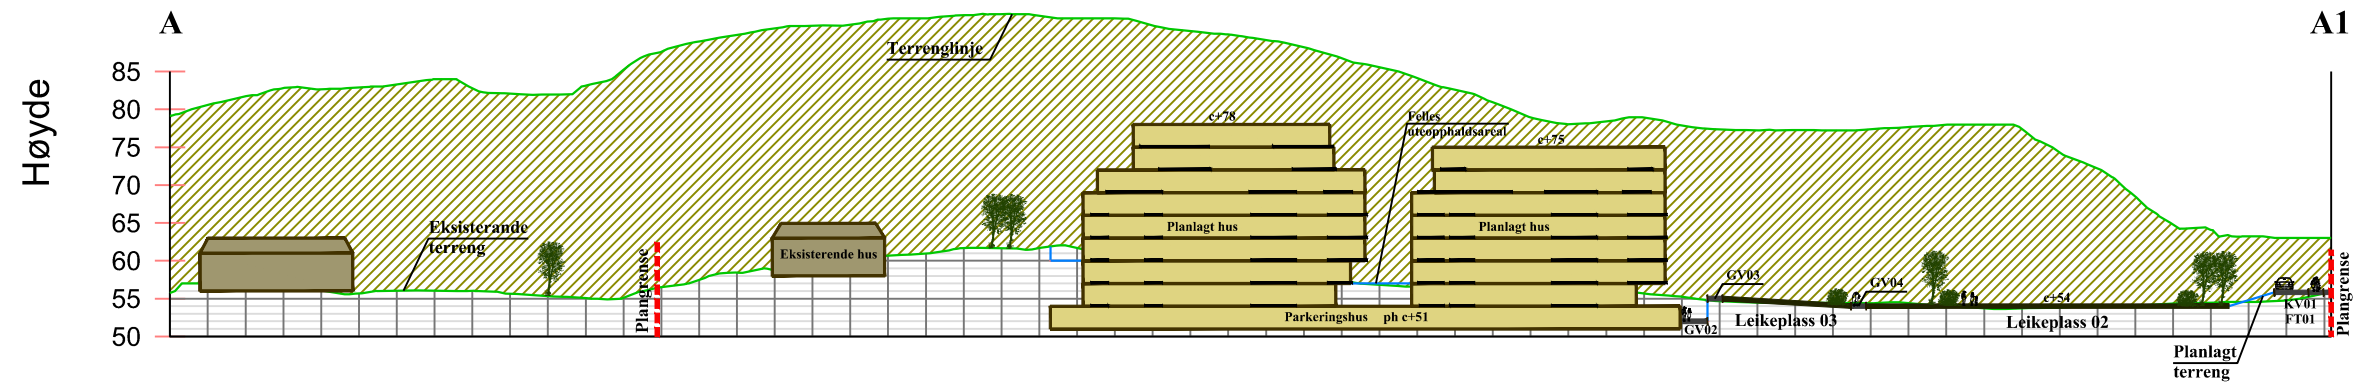 A
A1
Terrenglinje
Høyde
85
80
75
70
65
60
55
50
c+78
Felles
uteopphaldsareal
c+75
Eksisterande
terreng
Planlagt hus
Planlagt hus
Eksisterende hus
Plangrense
Plangrense
GV03
GV04
c+54
KV01
FT01
Parkeringshus ph c+51
GV02
Leikeplass 03
Leikeplass 02
Planlagt
terreng